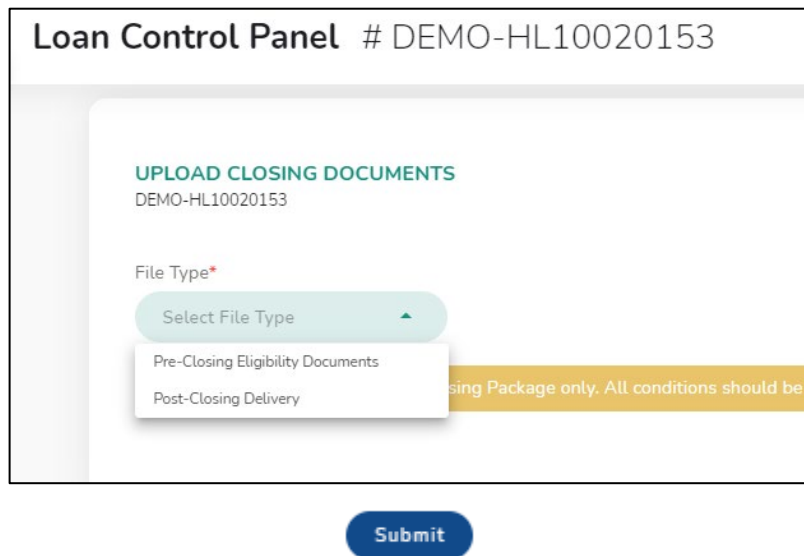 Loan Control Panel # DEMO-HL10020153
UPLOAD CLOSING DOCUMENTS
DEMO-HL10020153
File Type*
Select File Type
Pre-Closing Eligibility Documents
Post-Closing Delivery
Package only. All conditions should be
Submit